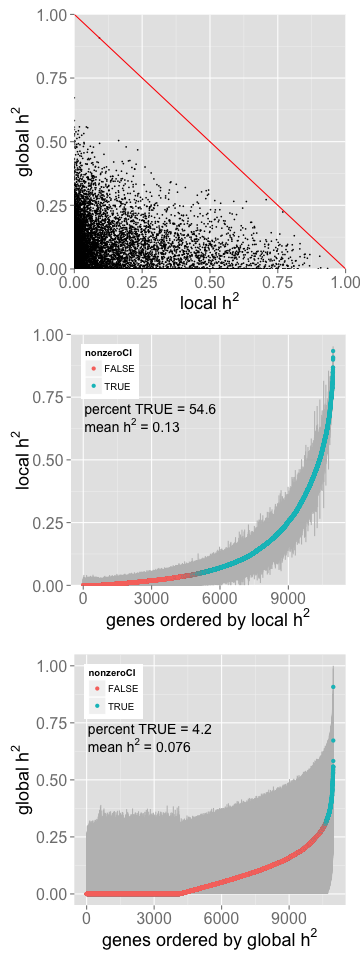 1.00
0.75
0.50
0.25
0.00
global h²
0.00 0.25 0.50 0.75 1.00
local h²
1.00
0.75
0.50
0.25
0.00
local h²
nonzeroCI
FALSE
TRUE
percent TRUE = 54.6
mean h² = 0.13
0 3000 6000 9000
genes ordered by local h²
1.00
0.75
0.50
0.25
0.00
global h²
nonzeroCI
FALSE
TRUE
percent TRUE = 4.2
mean h² = 0.076
0 3000 6000 9000
genes ordered by global h²